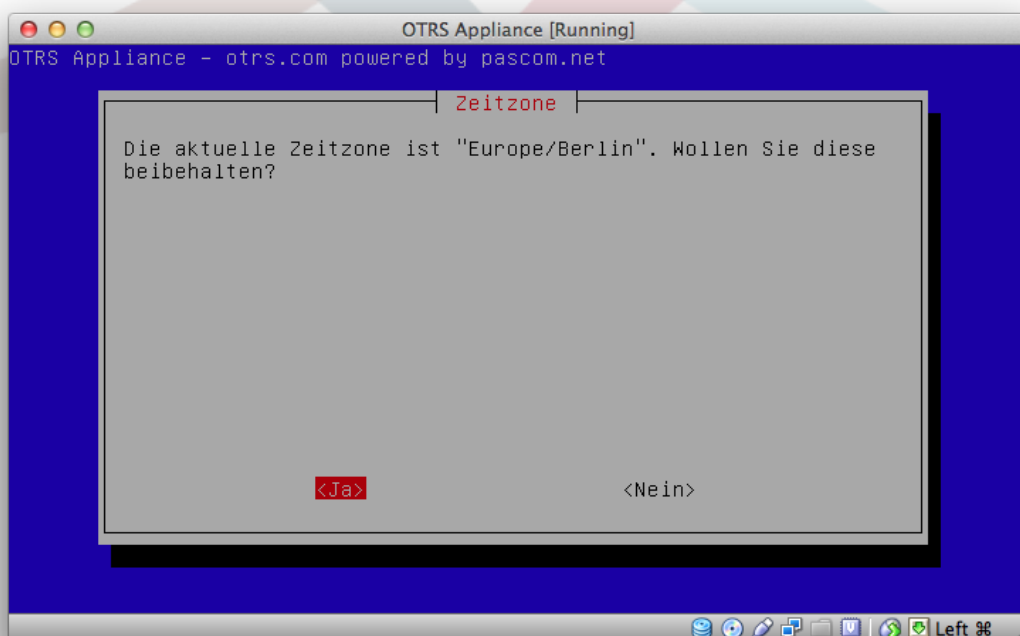 OTRS Appliance [Running]
OTRS Appliance - otrs.com powered by pascom.net
Zeitzone
Die aktuelle Zeitzone ist "Europe/Berlin". Wollen Sie diese
beibehalten?
<Ja> <Nein>
Left ⌘